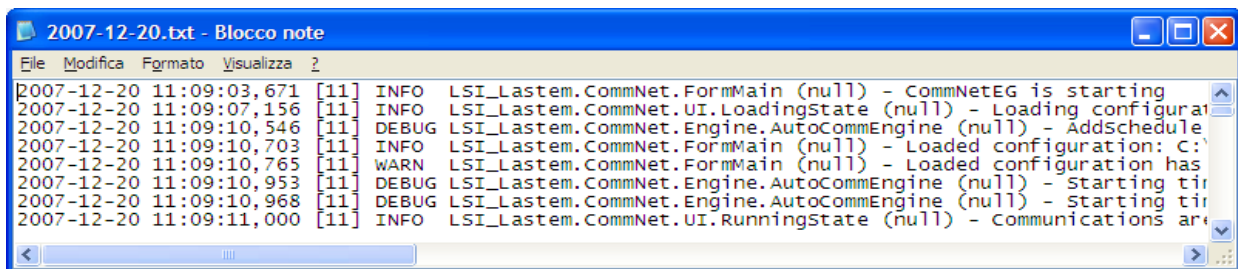 2007-12-20.txt - Blocco note
File Modifica Formato Visualizza ?
2007-12-20 11:09:03,671 [11] INFO LSI_Lastem.CommNet.FormMain (null) - CommNetEG is starting
2007-12-20 11:09:07,156 [11] INFO LSI_Lastem.CommNet.UI.LoadingState (null) - Loading configurat
2007-12-20 11:09:10,546 [11] DEBUG LSI_Lastem.CommNet.Engine.AutoCommEngine (null) - AddSchedule
2007-12-20 11:09:10,703 [11] INFO LSI_Lastem.CommNet.FormMain (null) - Loaded configuration: C:\
2007-12-20 11:09:10,765 [11] WARN LSI_Lastem.CommNet.FormMain (null) - Loaded configuration has
2007-12-20 11:09:10,953 [11] DEBUG LSI_Lastem.CommNet.Engine.AutoCommEngine (null) - Starting
2007-12-20 11:09:10,968 [11] DEBUG LSI_Lastem.CommNet.Engine.AutoCommEngine (null) - Starting
2007-12-20 11:09:11,000 [11] INFO LSI_Lastem.CommNet.UI.RunningState (null) - Communications